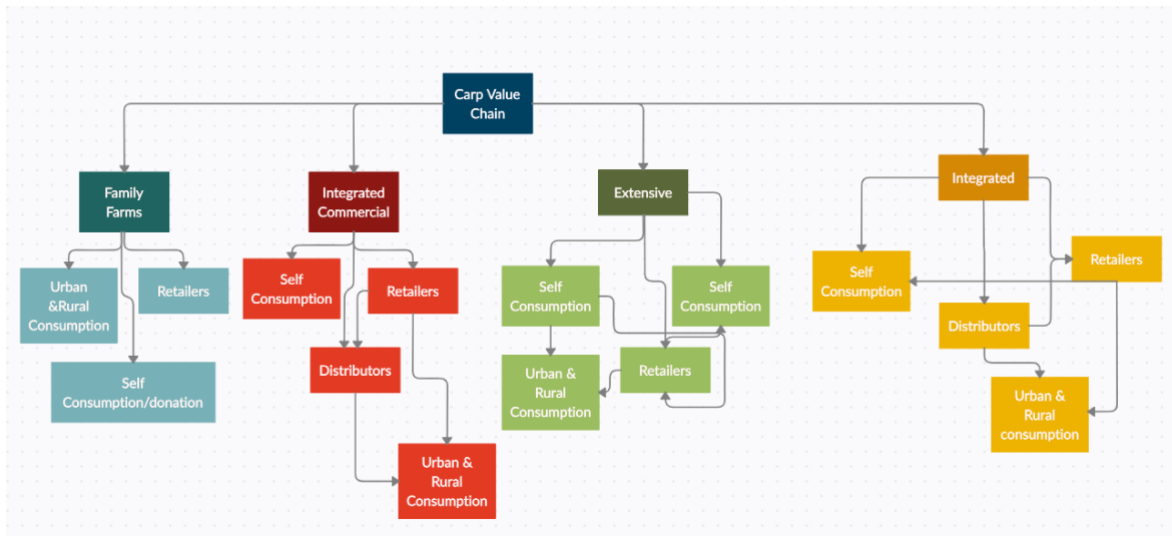 Carp Value
Chain
Family
Farms
Urban
&Rural
Consumption
Retailers
Self
Consumption/donation
Integrated
Commercial
Self
Consumption
Retailers
Distributors
Urban &
Rural
Consumption
Extensive
Self
Consumption
Self
Consumption
Urban &
Rural
Consumption
Retailers
Integrated
Self
Consumption
Retailers
Distributors
Urban &
Rural
consumption